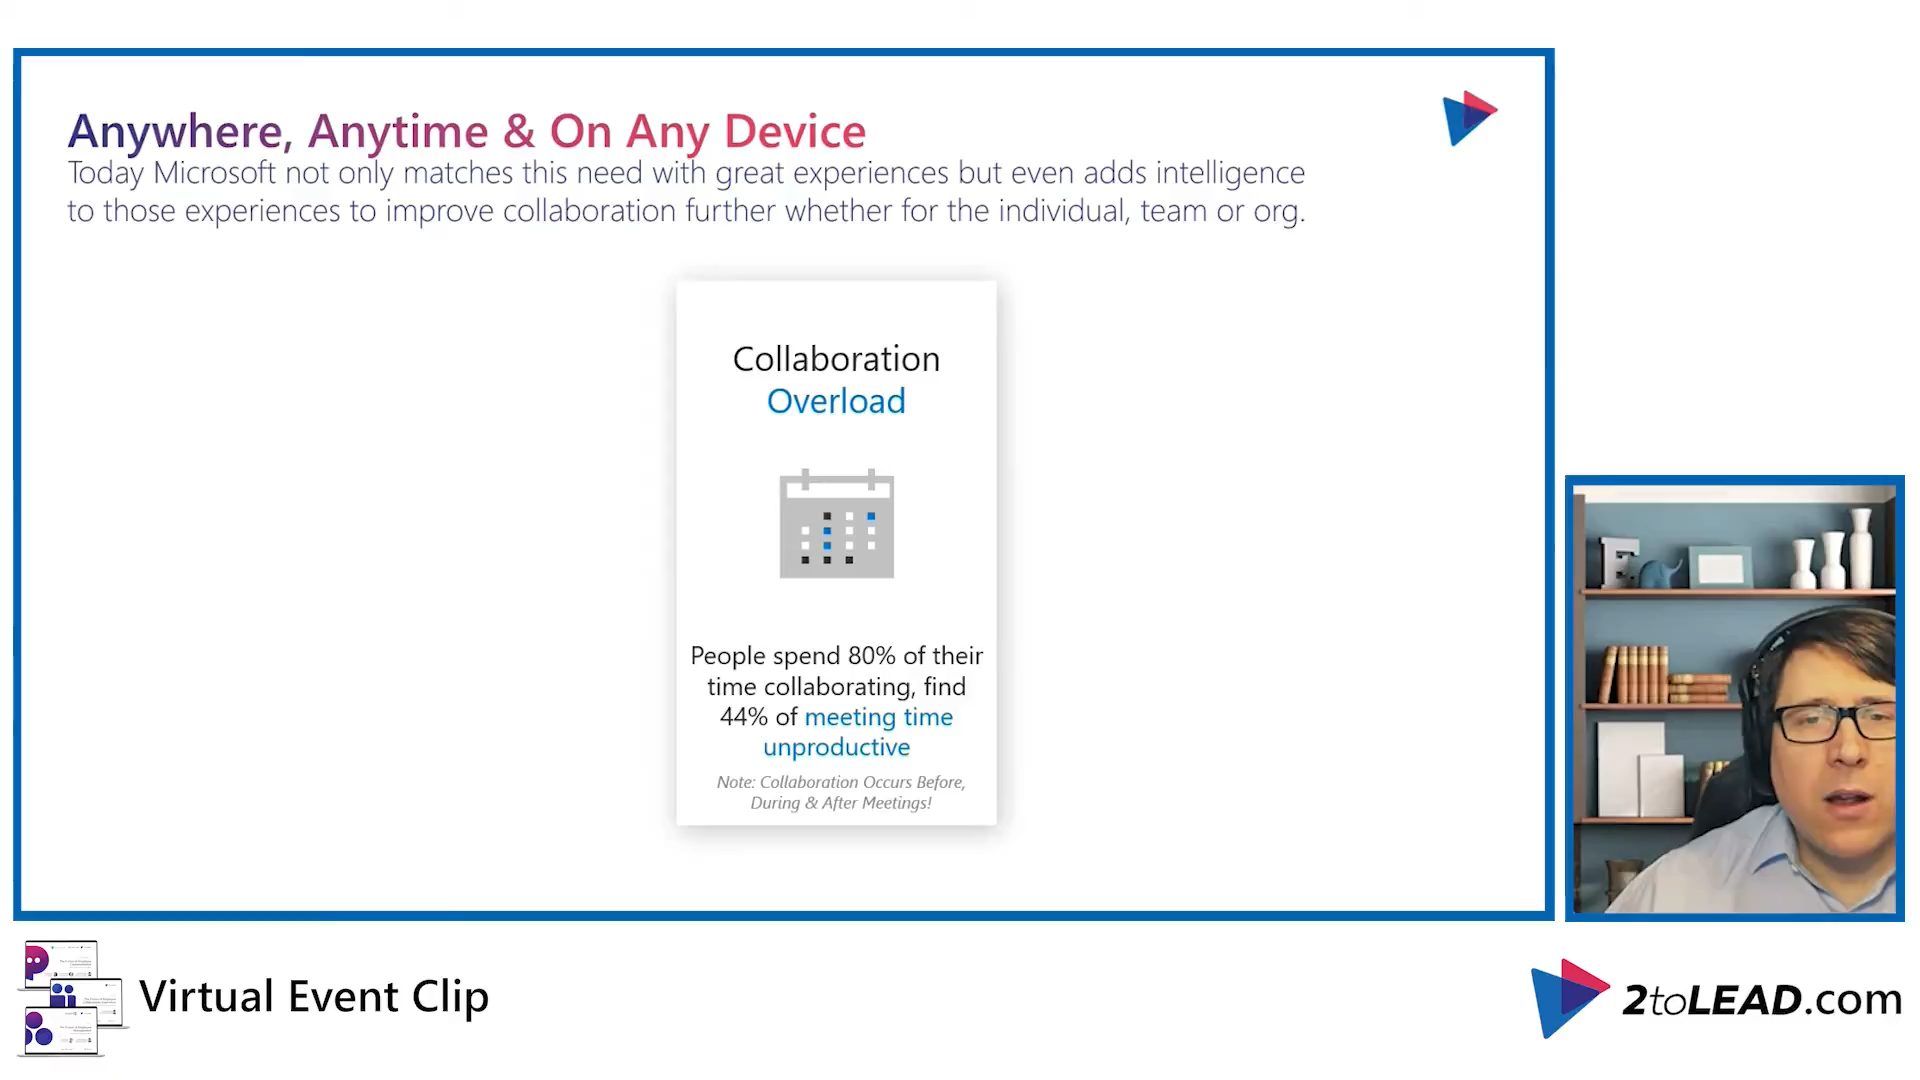 Anywhere, Anytime & On Any Device
Today Microsoft not only matches this need with great experiences but even adds intelligence
to those experiences to improve collaboration further whether for the individual, team or org.
Collaboration
Overload
People spend 80% of their
time collaborating, find
44% of meeting time
unproductive
Note: Collaboration Occurs Before,
During & After Meetings!
E
Virtual Event Clip
2toLEAD.com